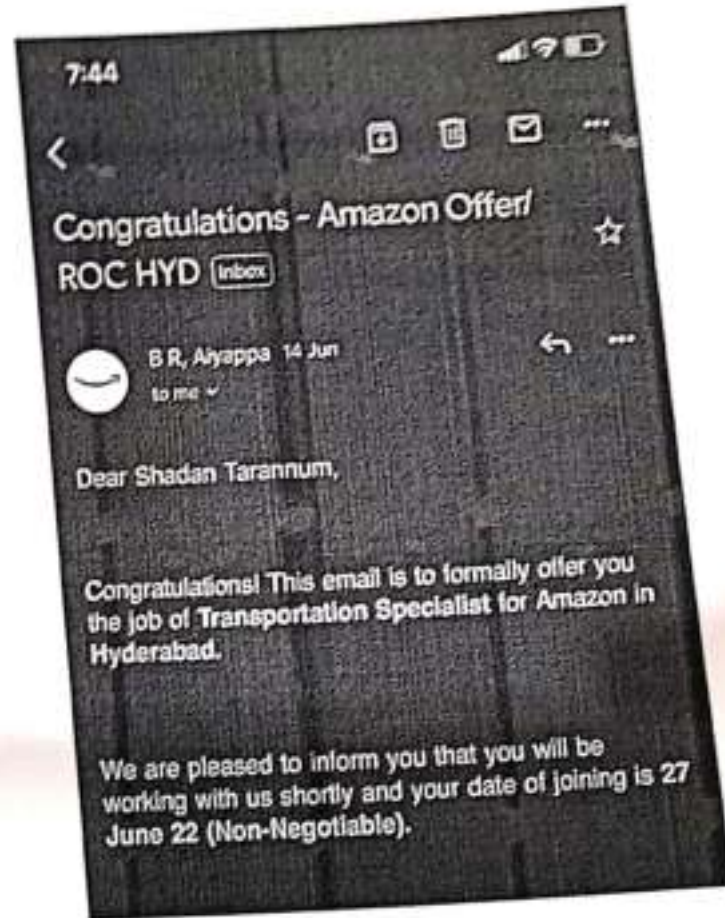 7:44
Congratulations - Amazon Offer/
ROC HYD Inbox
B R, Aiyappa 14 Jun
to me
Dear Shadan Tarannum,
Congratulations! This email is to formally offer you
the job of Transportation Specialist for Amazon in
Hyderabad.
We are pleased to inform you that you will be
working with us shortly and your date of joining is 27
June 22 (Non-Negotiable).